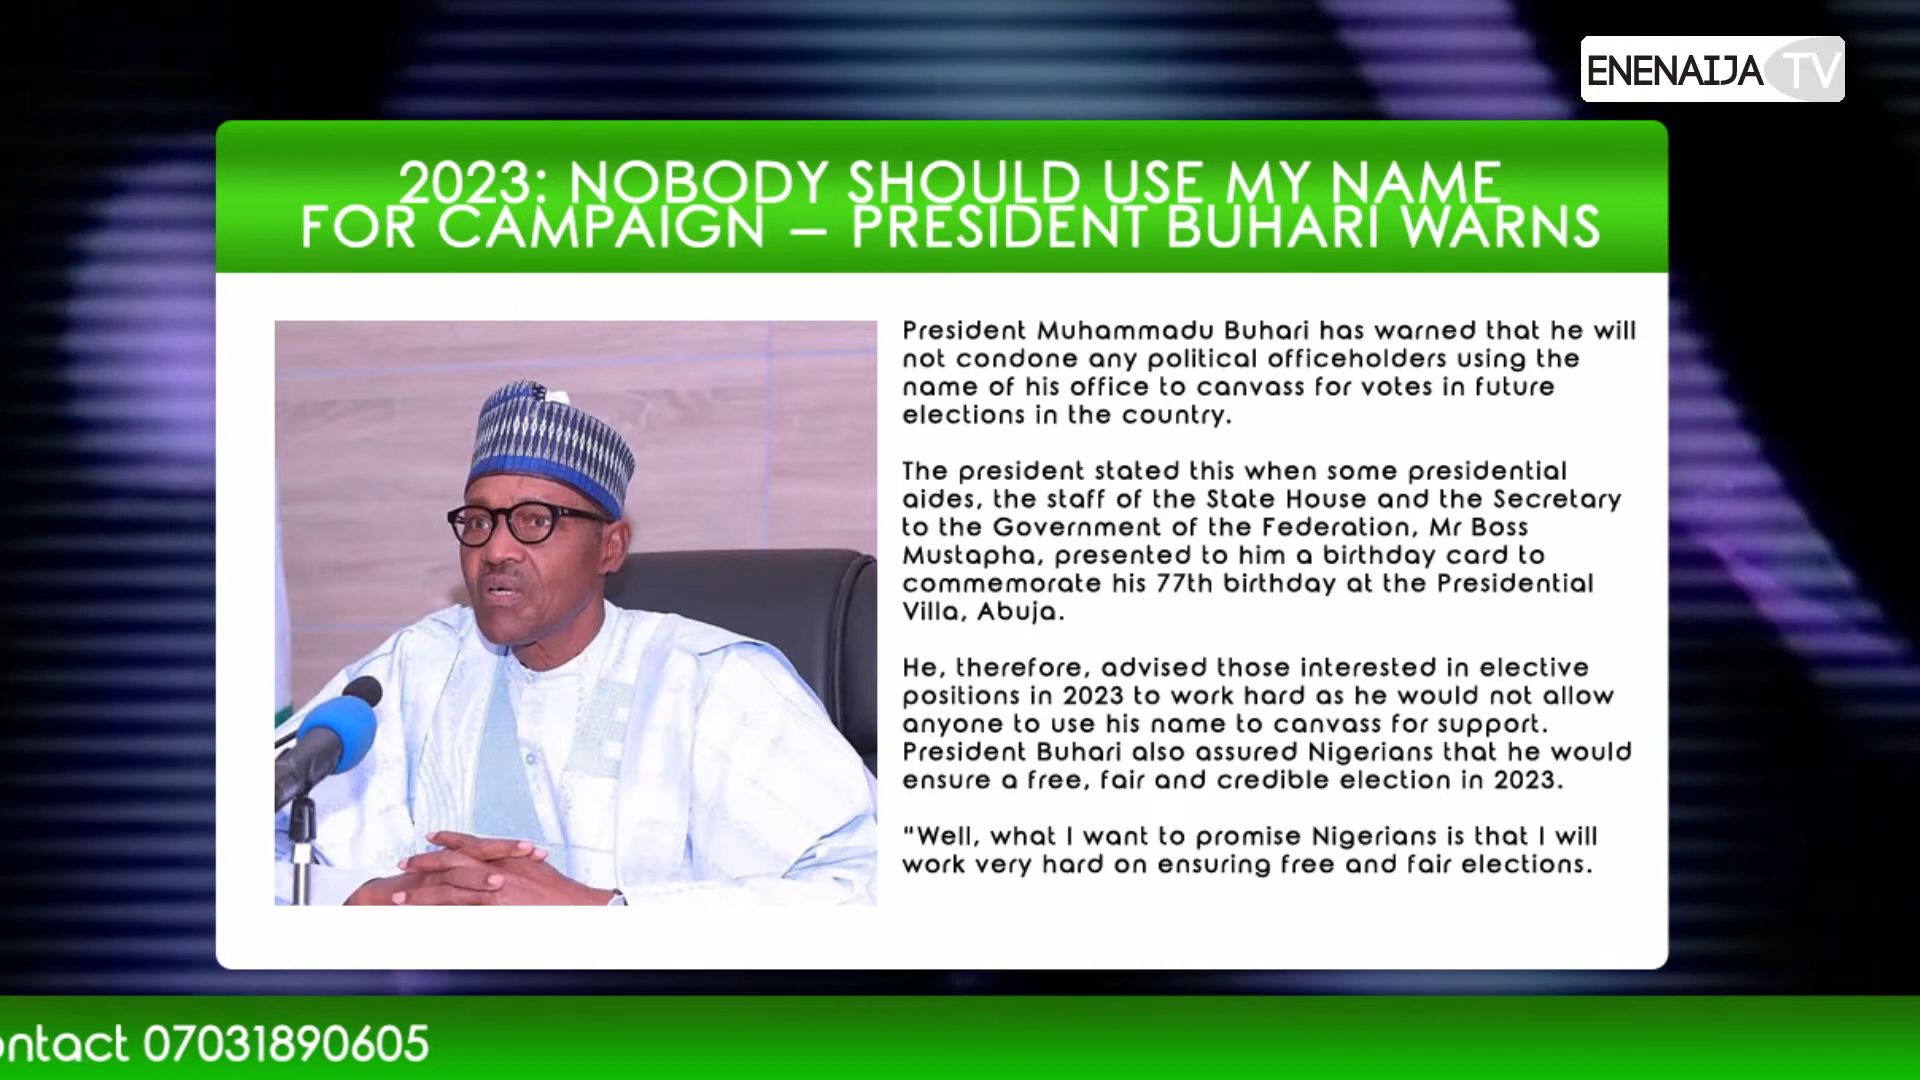 ENENAIJA TV
2023: NOBODY SHOULD USE MY NAME
FOR CAMPAIGN – PRESIDENT BUHARI WARNS
President Muhammadu Buhari has warned that he will
not condone any political officeholders using the
name of his office to canvass for votes in future
elections in the country.
The president stated this when some presidential
aides, the staff of the State House and the Secretary
to the Government of the Federation, Mr Boss
Mustapha, presented to him a birthday card to
commemorate his 77th birthday at the Presidential
Villa, Abuja.
He, therefore, advised those interested in elective
positions in 2023 to work hard as he would not allow
anyone to use his name to canvass for support.
President Buhari also assured Nigerians that he would
ensure a free, fair and credible election in 2023.
“Well, what I want to promise Nigerians is that I will
work very hard on ensuring free and fair elections.
ontact 07031890605